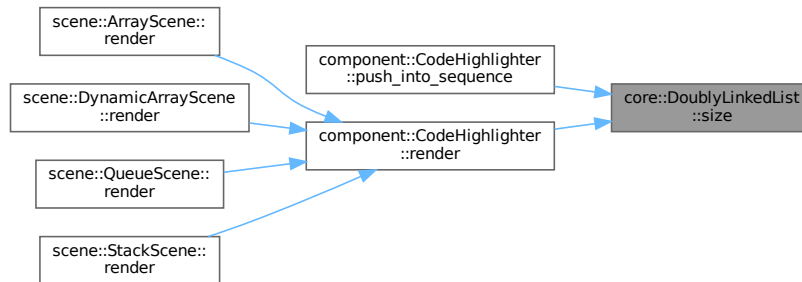 scene::ArrayScene::
render
scene::DynamicArrayScene
::render
scene::QueueScene::
render
scene::StackScene::
render
component::CodeHighlighter
::push_into_sequence
component::CodeHighlighter
::render
core::DoublyLinkedList
::size